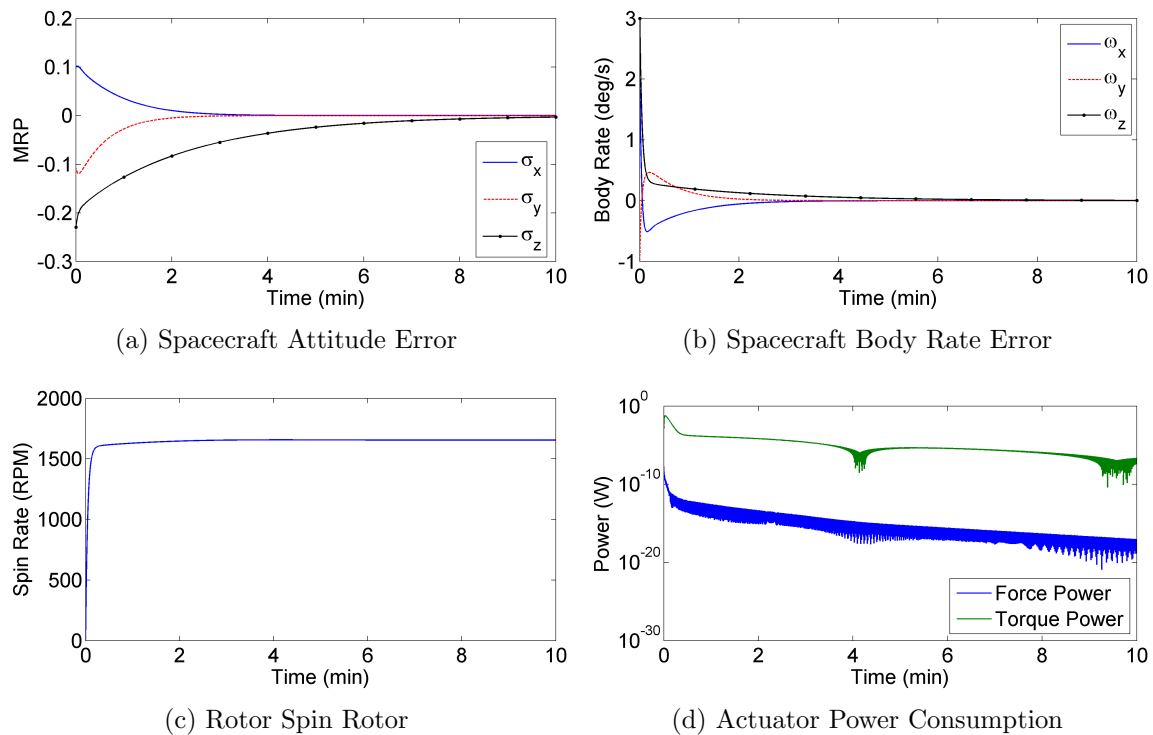 0.2
0.1
0
-0.1
-0.2
-0.3
MRP
0 2 4 6 8 10
Time (min)
σx
σy
σz
(a) Spacecraft Attitude Error
3
2
1
0
-1
Body Rate (deg/s)
0 2 4 6 8 10
Time (min)
ωx
ωy
ωz
(b) Spacecraft Body Rate Error
2000
1500
1000
500
0
Spin Rate (RPM)
0 2 4 6 8 10
Time (min)
(c) Rotor Spin Rotor
10^0
10^-10
10^-20
10^-30
Power (W)
0 2 4 6 8 10
Time (min)
Force Power
Torque Power
(d) Actuator Power Consumption